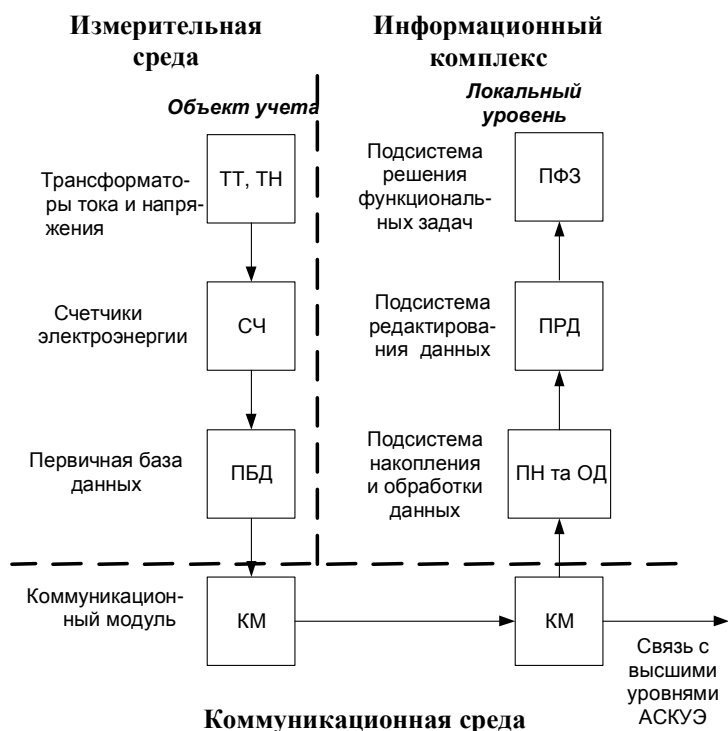 Измерительная
среда
Информационный
комплекс
Объект учета
Локальный
уровень
Трансформато-
ры тока и напря-
жения
ТТ, ТН
Подсистема
решения
функциональ-
ных задач
ПФЗ
Счетчики
электроэнергии
СЧ
Подсистема
редактирова-
ния данных
ПРД
Первичная база
данных
ПБД
Подсистема
накопления
и обработки
данных
ПН та ОД
Коммуникацион-
ный модуль
КМ
КМ
Связь с
высшими
уровнями
АСКУЭ
Коммуникационная среда